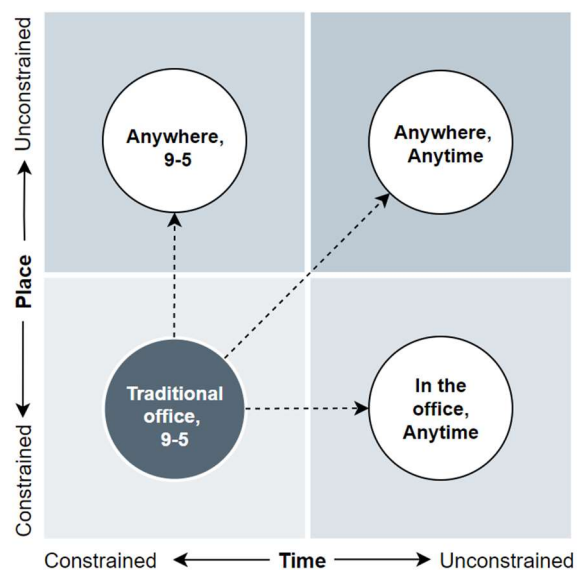 Unconstrained
Place
Constrained
Anywhere,
9-5
Anywhere,
Anytime
Traditional
office,
9-5
In the
office,
Anytime
Constrained
Time
Unconstrained